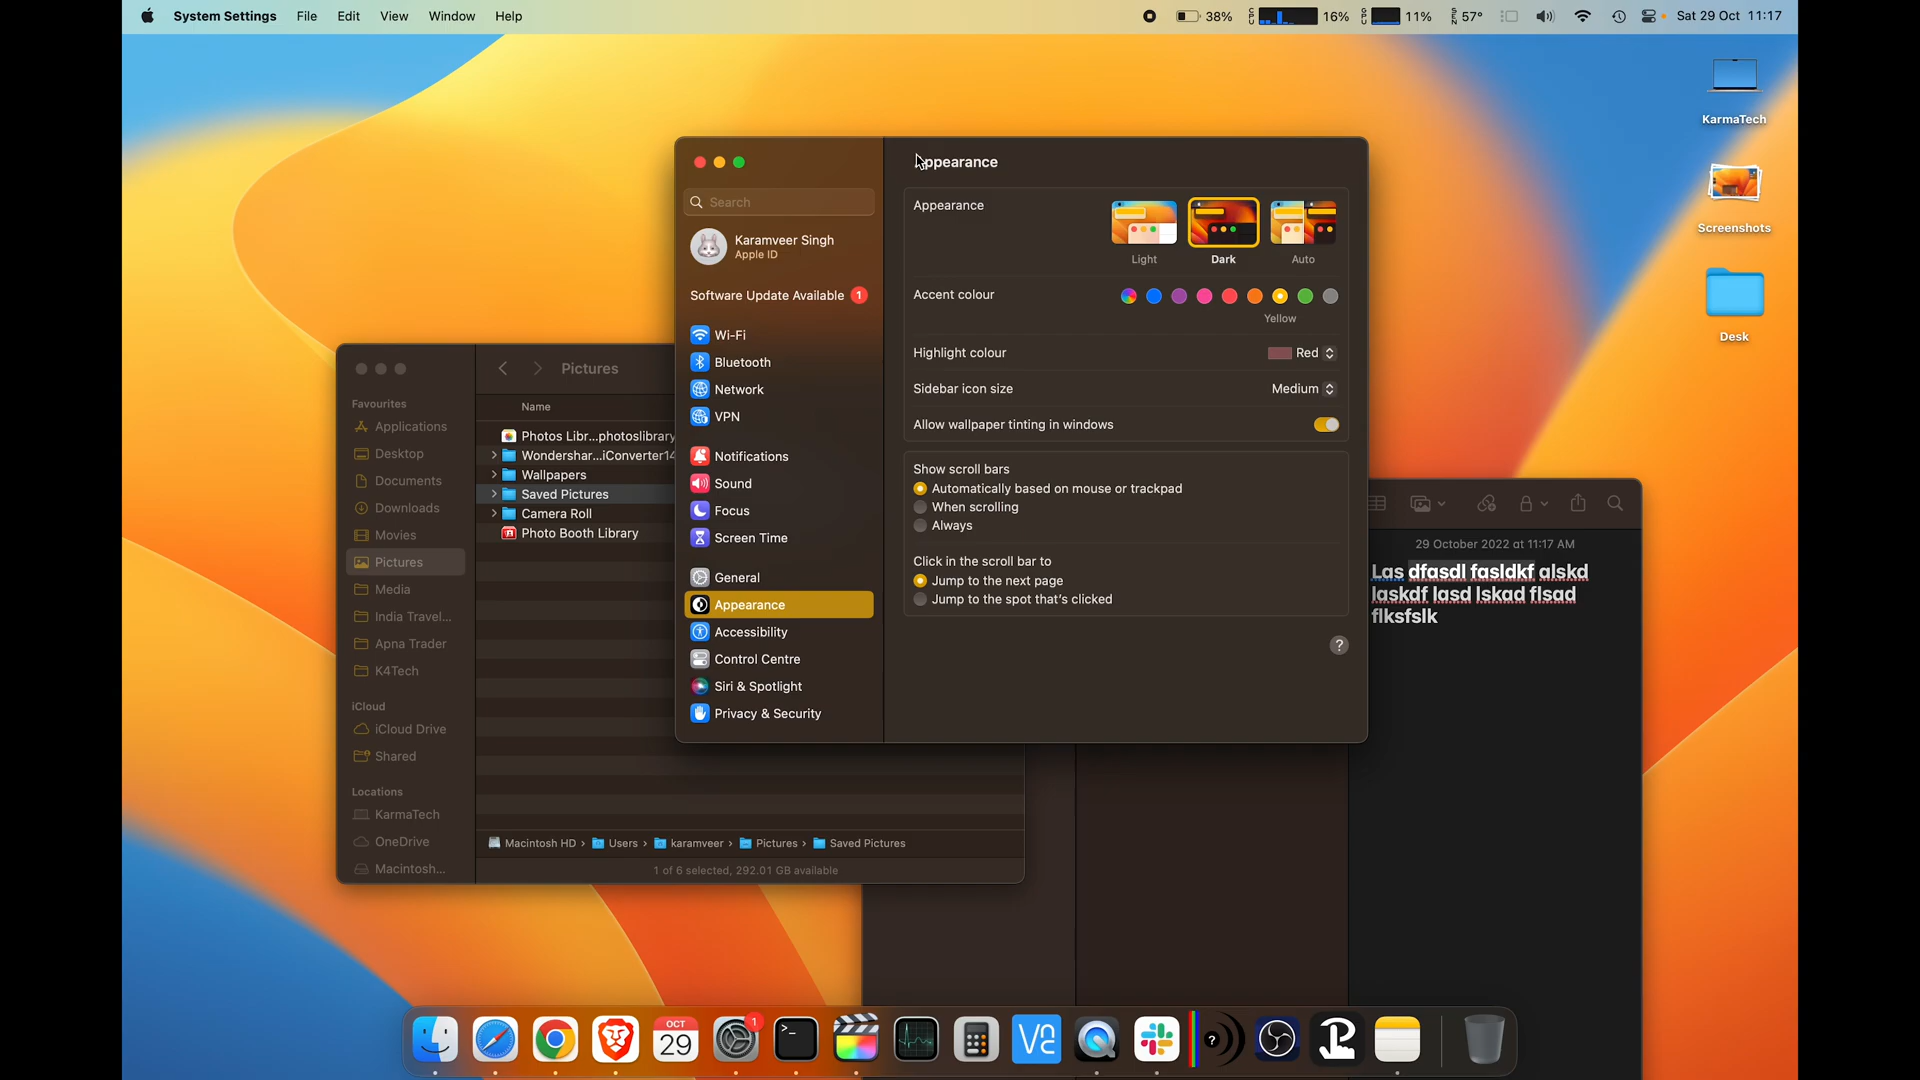 System Settings File Edit View Window Help 38% CPU 16% GPU 11% SEN 57° Sat 29 Oct 11:17
KarmaTech
Screenshots
Desk
Appearance
Search
Karamveer Singh
Apple ID
Software Update Available 1
Wi-Fi
Bluetooth
Network
VPN
Notifications
Sound
Focus
Screen Time
General
Appearance
Accessibility
Control Centre
Siri & Spotlight
Privacy & Security
Appearance
Light Dark Auto
Accent colour
Yellow
Highlight colour Red
Sidebar icon size Medium
Allow wallpaper tinting in windows
Show scroll bars
Automatically based on mouse or trackpad
When scrolling
Always
Click in the scroll bar to
Jump to the next page
Jump to the spot that's clicked
?
Pictures
Favourites
Applications
Desktop
Documents
Downloads
Movies
Pictures
Media
India Travel...
Apna Trader
K4Tech
iCloud
iCloud Drive
Shared
Locations
KarmaTech
OneDrive
Macintosh...
Name
Photos Libr...photoslibrary
Wondershar...iConverter14
Wallpapers
Saved Pictures
Camera Roll
Photo Booth Library
Macintosh HD › Users › karamveer › Pictures › Saved Pictures
1 of 6 selected, 292.01 GB available
29 October 2022 at 11:17 AM
Las dfasdl fasldkf alskd
laskdf lasd lskad flsad
flksfslk
OCT
29
1